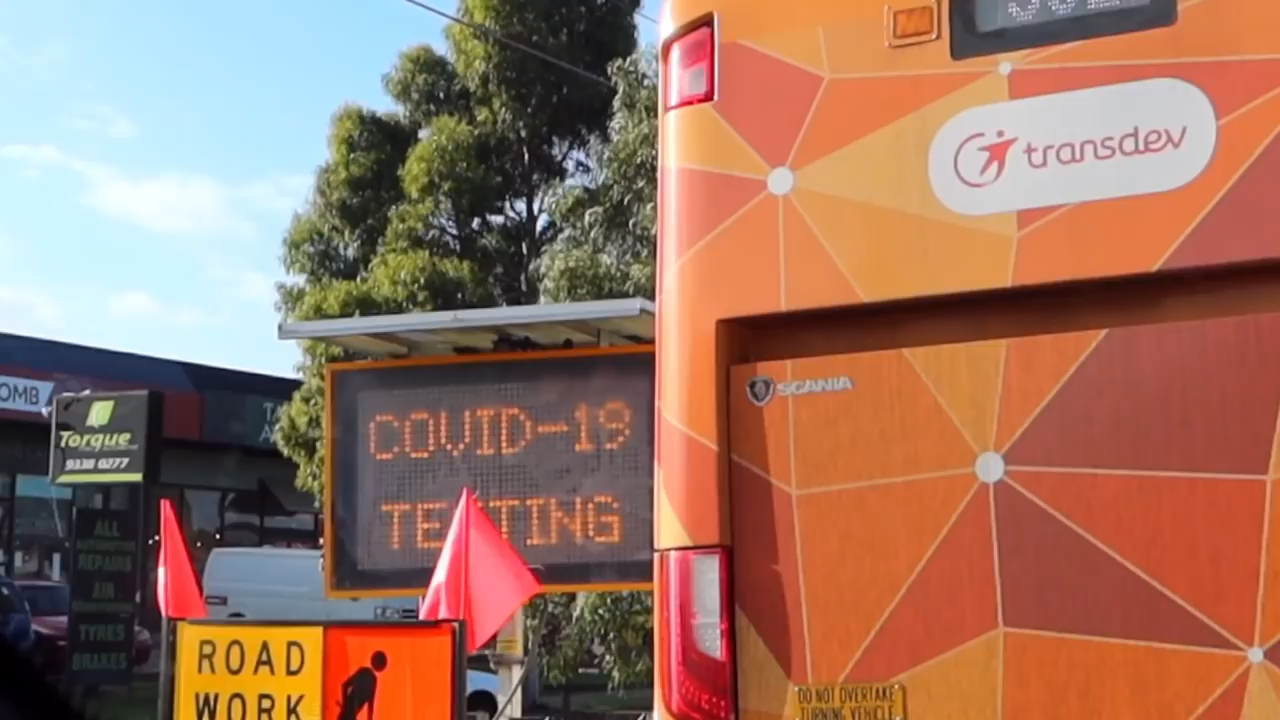 transdev
SCANIA
COVID-19
TESTING
OMB
Torque
9338 0277
ALL
REPAIRS
AIR
TYRES
BRAKES
ROAD
WORK
DO NOT OVERTAKE
TURNING VEHICLE